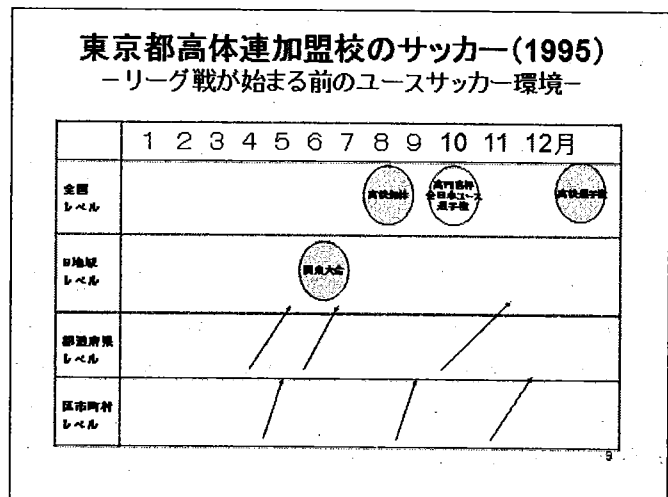 東京都高体連加盟校のサッカー(1995)
−リーグ戦が始まる前のユースサッカー環境−
1 2 3 4 5 6 7 8 9 10 11 12月
全国
レベル
高校総体
高円宮杯
全日本ユース
選手権
高校選手権
9地域
レベル
関東大会
都道府県
レベル
区市町村
レベル
9